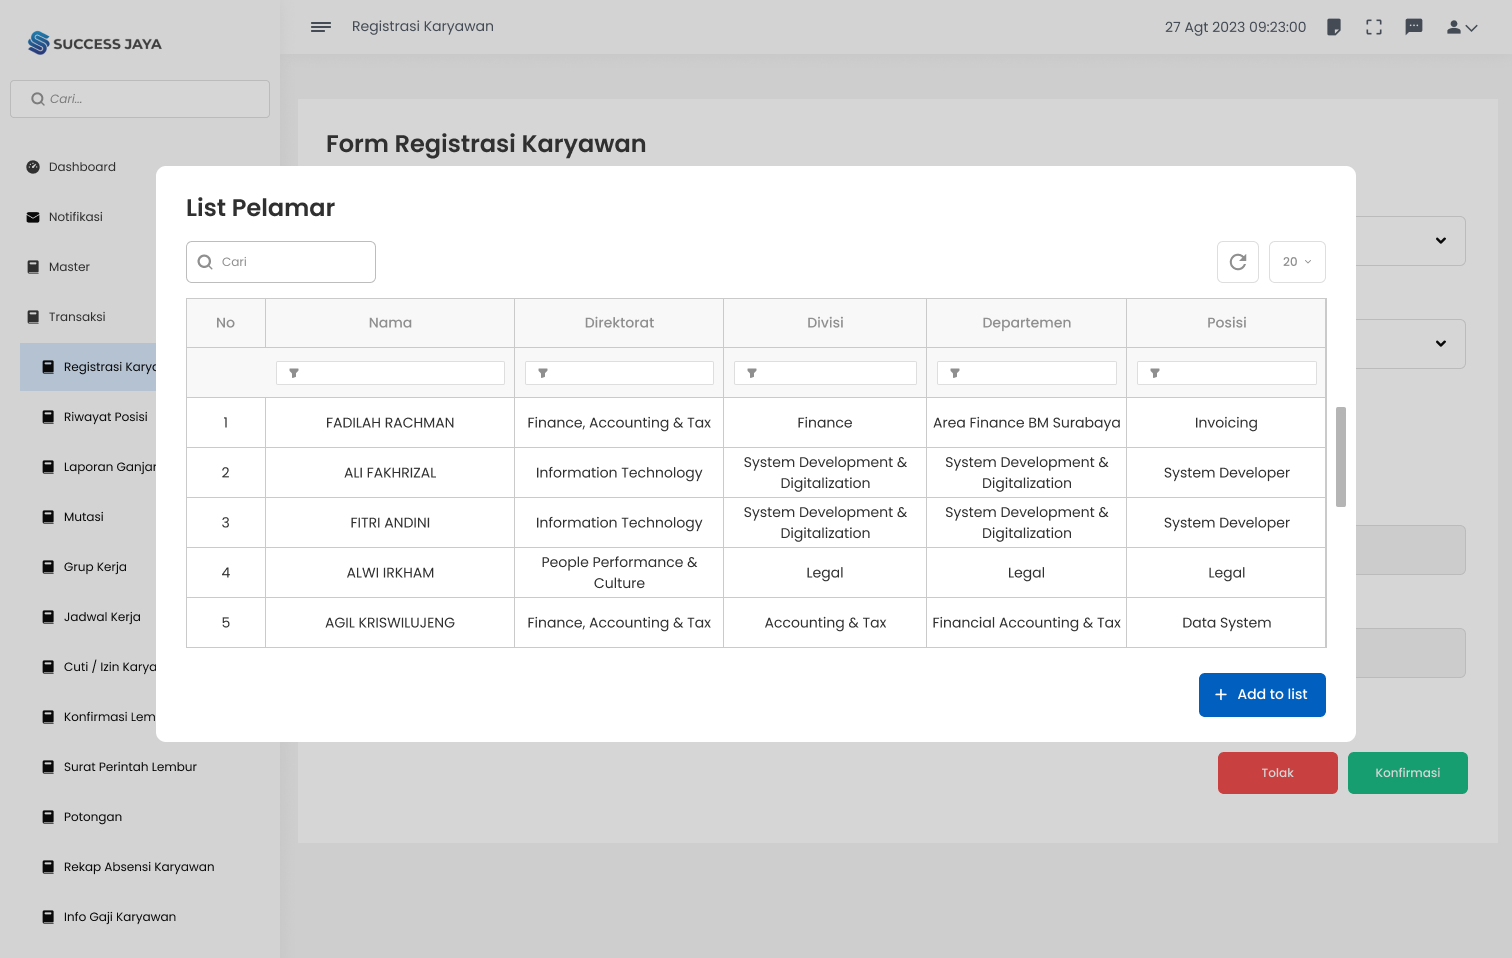 SUCCESS JAYA
Registrasi Karyawan
27 Agt 2023 09:23:00
Cari...
Dashboard
Notifikasi
Master
Transaksi
Registrasi Karya
Riwayat Posisi
Laporan Ganjar
Mutasi
Grup Kerja
Jadwal Kerja
Cuti / Izin Karya
Konfirmasi Lem
Surat Perintah Lembur
Potongan
Rekap Absensi Karyawan
Info Gaji Karyawan
Form Registrasi Karyawan
List Pelamar
Cari
20
No Nama Direktorat Divisi Departemen Posisi
1 FADILAH RACHMAN Finance, Accounting & Tax Finance Area Finance BM Surabaya Invoicing
2 ALI FAKHRIZAL Information Technology System Development & Digitalization System Development & Digitalization System Developer
3 FITRI ANDINI Information Technology System Development & Digitalization System Development & Digitalization System Developer
4 ALWI IRKHAM People Performance & Culture Legal Legal Legal
5 AGIL KRISWILUJENG Finance, Accounting & Tax Accounting & Tax Financial Accounting & Tax Data System
Add to list
Tolak
Konfirmasi